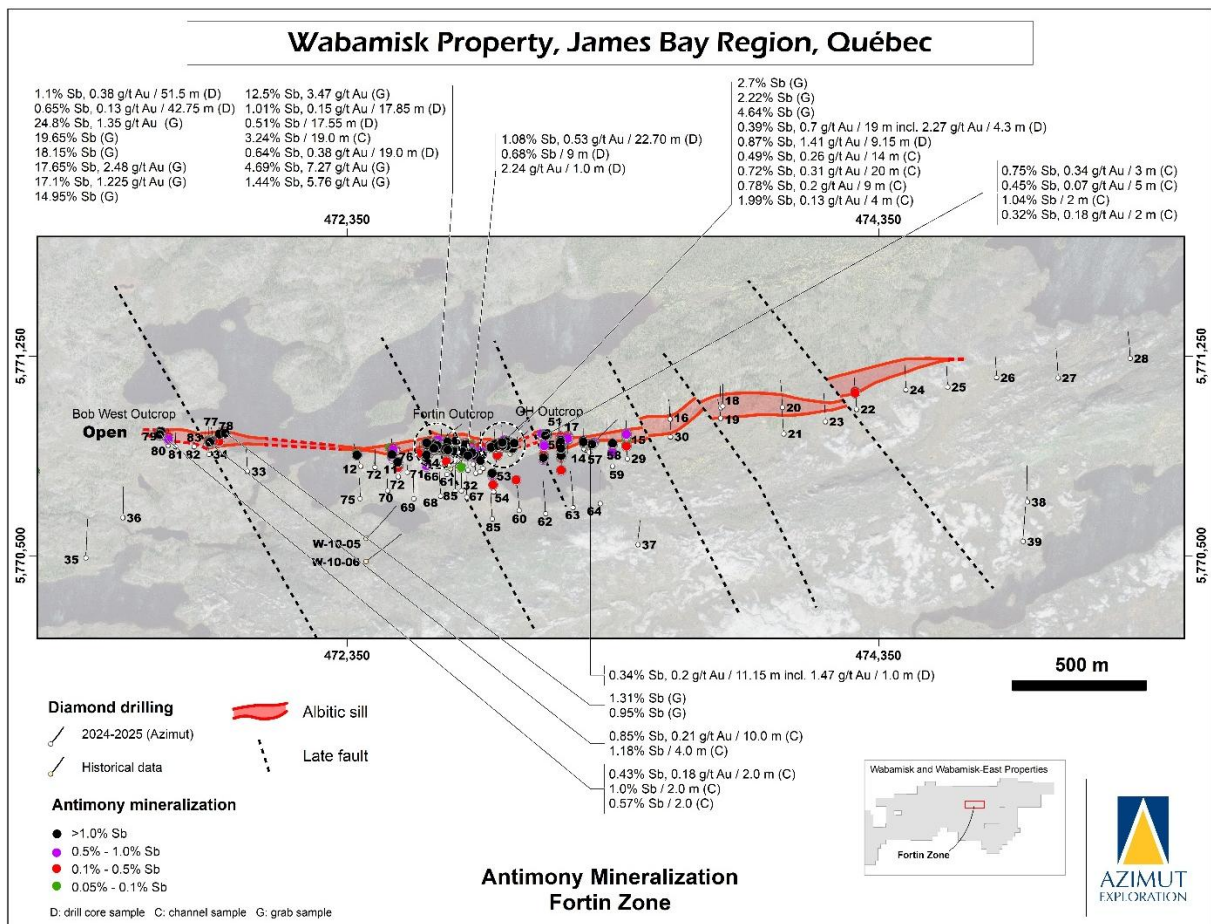 Wabamisk Property, James Bay Region, Québec
1.1% Sb, 0.38 g/t Au / 51.5 m (D)
0.65% Sb, 0.13 g/t Au / 42.75 m (D)
24.8% Sb, 1.35 g/t Au (G)
19.65% Sb (G)
18.15% Sb (G)
17.65% Sb, 2.48 g/t Au (G)
17.1% Sb, 1.225 g/t Au (G)
14.95% Sb (G)
12.5% Sb, 3.47 g/t Au (G)
1.01% Sb, 0.15 g/t Au / 17.85 m (D)
0.51% Sb / 17.55 m (D)
3.24% Sb / 19.0 m (C)
0.64% Sb, 0.38 g/t Au / 19.0 m (D)
4.69% Sb, 7.27 g/t Au (G)
1.44% Sb, 5.76 g/t Au (G)
1.08% Sb, 0.53 g/t Au / 22.70 m (D)
0.68% Sb / 9 m (D)
2.24 g/t Au / 1.0 m (D)
2.7% Sb (G)
2.22% Sb (G)
4.64% Sb (G)
0.39% Sb, 0.7 g/t Au / 19 m incl. 2.27 g/t Au / 4.3 m (D)
0.87% Sb, 1.41 g/t Au / 9.15 m (D)
0.49% Sb, 0.26 g/t Au / 14 m (C)
0.72% Sb, 0.31 g/t Au / 20 m (C)
0.78% Sb, 0.2 g/t Au / 9 m (C)
1.99% Sb, 0.13 g/t Au / 4 m (C)
0.75% Sb, 0.34 g/t Au / 3 m (C)
0.45% Sb, 0.07 g/t Au / 5 m (C)
1.04% Sb / 2 m (C)
0.32% Sb, 0.18 g/t Au / 2 m (C)
472,350
474,350
5,771,250
5,771,250
28
26
27
25
24
22
23
20
21
18
19
16
30
Bob West Outcrop
Fortin Outcrop
CH Outcrop
Open
77
78
79
80
81
82
83
34
33
12
72
11
76
72
71
70
69
75
66
61
68
85
32
67
53
54
85
60
62
63
64
51
17
14
57
58
15
29
59
36
35
37
38
39
W-10-05
W-10-06
5,770,500
5,770,500
472,350
474,350
500 m
0.34% Sb, 0.2 g/t Au / 11.15 m incl. 1.47 g/t Au / 1.0 m (D)
1.31% Sb (G)
0.95% Sb (G)
0.85% Sb, 0.21 g/t Au / 10.0 m (C)
1.18% Sb / 4.0 m (C)
0.43% Sb, 0.18 g/t Au / 2.0 m (C)
1.0% Sb / 2.0 m (C)
0.57% Sb / 2.0 (C)
Diamond drilling
2024-2025 (Azimut)
Historical data
Albitic sill
Late fault
Antimony mineralization
>1.0% Sb
0.5% - 1.0% Sb
0.1% - 0.5% Sb
0.05% - 0.1% Sb
D: drill core sample C: channel sample G: grab sample
Antimony Mineralization
Fortin Zone
Wabamisk and Wabamisk-East Properties
Fortin Zone
AZIMUT
EXPLORATION